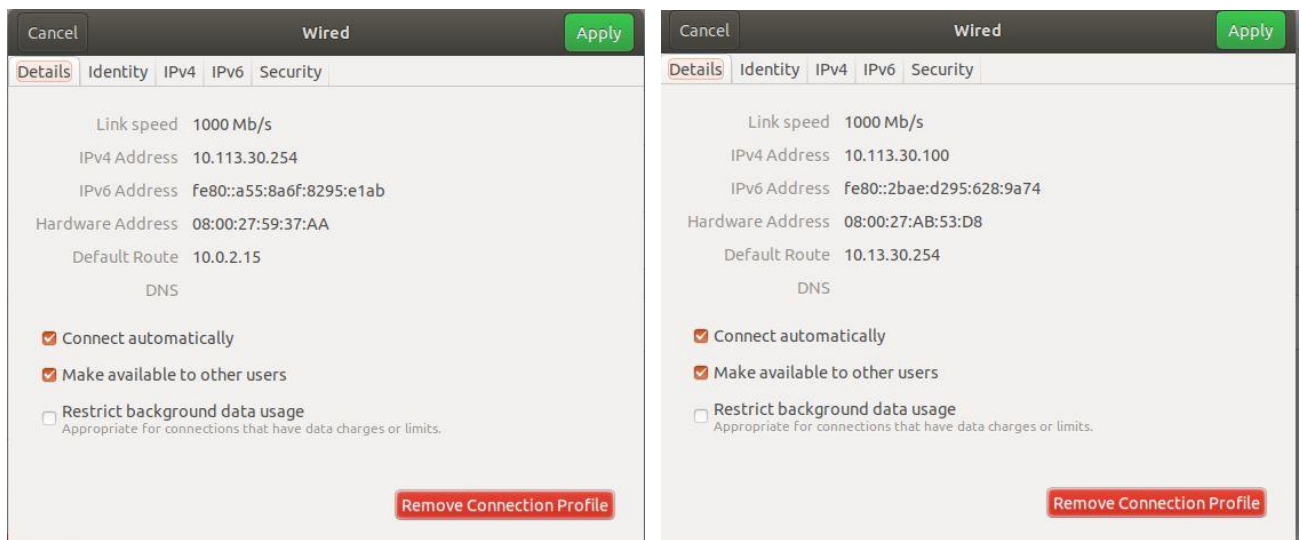 Cancel Wired Apply
Details Identity IPv4 IPv6 Security
Link speed 1000 Mb/s
IPv4 Address 10.113.30.254
IPv6 Address fe80::a55:8a6f:8295:e1ab
Hardware Address 08:00:27:59:37:AA
Default Route 10.0.2.15
DNS
Connect automatically
Make available to other users
Restrict background data usage
Appropriate for connections that have data charges or limits.
Remove Connection Profile
Cancel Wired Apply
Details Identity IPv4 IPv6 Security
Link speed 1000 Mb/s
IPv4 Address 10.113.30.100
IPv6 Address fe80::2bae:d295:628:9a74
Hardware Address 08:00:27:AB:53:D8
Default Route 10.13.30.254
DNS
Connect automatically
Make available to other users
Restrict background data usage
Appropriate for connections that have data charges or limits.
Remove Connection Profile